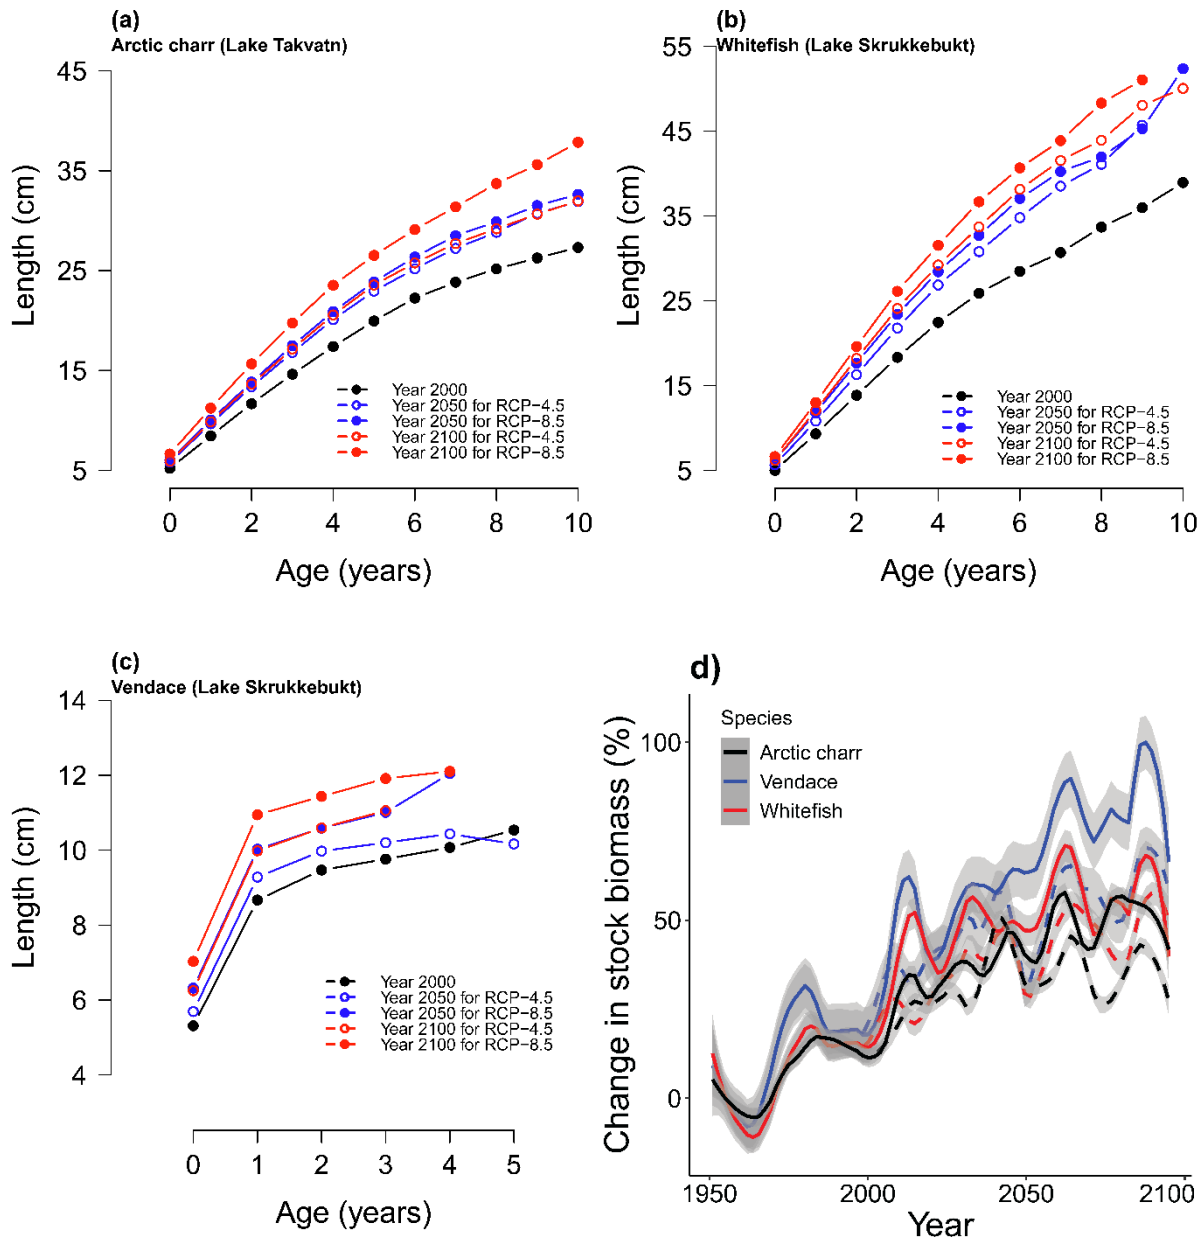 (a)
Arctic charr (Lake Takvatn)
45
35
25
15
5
Length (cm)
Year 2000
Year 2050 for RCP−4.5
Year 2050 for RCP−8.5
Year 2100 for RCP−4.5
Year 2100 for RCP−8.5
0 2 4 6 8 10
Age (years)
(b)
Whitefish (Lake Skrukkebukt)
55
45
35
25
15
5
Length (cm)
Year 2000
Year 2050 for RCP−4.5
Year 2050 for RCP−8.5
Year 2100 for RCP−4.5
Year 2100 for RCP−8.5
0 2 4 6 8 10
Age (years)
(c)
Vendace (Lake Skrukkebukt)
14
12
10
8
6
4
Length (cm)
Year 2000
Year 2050 for RCP−4.5
Year 2050 for RCP−8.5
Year 2100 for RCP−4.5
Year 2100 for RCP−8.5
0 1 2 3 4 5
Age (years)
d)
Change in stock biomass (%)
100
50
0
Species
Arctic charr
Vendace
Whitefish
1950 2000 2050 2100
Year